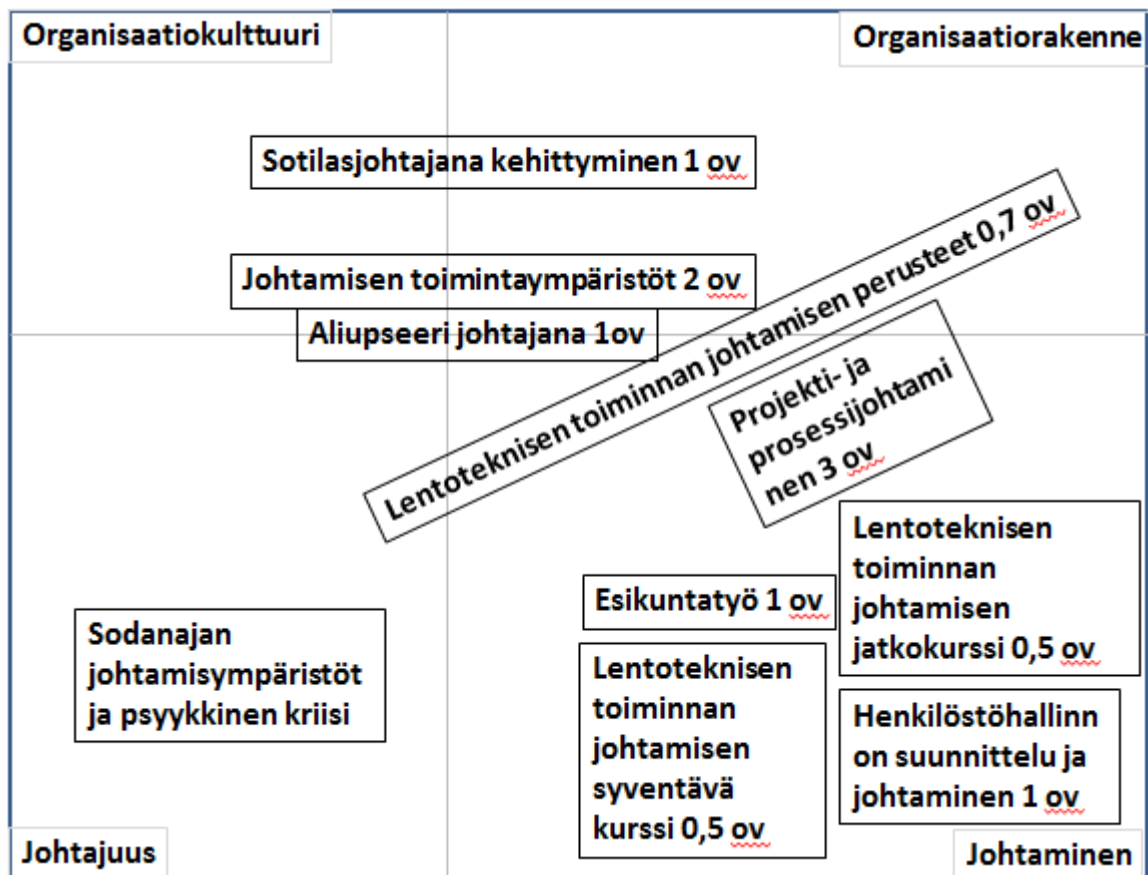 Organisaatiokulttuuri
Organisaatiorakenne
Sotilasjohtajana kehittyminen 1 ov
Johtamisen toimintaympäristöt 2 ov
Aliupseeri johtajana 1ov
Lentoteknisen toiminnan johtamisen perusteet 0,7 ov
Projekti- ja
prosessijohtami
nen 3 ov
Lentoteknisen
toiminnan
johtamisen
jatkokurssi 0,5 ov
Esikuntatyö 1 ov
Sodanajan
johtamisympäristöt
ja psyykkinen kriisi
Lentoteknisen
toiminnan
johtamisen
syventävä
kurssi 0,5 ov
Henkilöstöhallinn
on suunnittelu ja
johtaminen 1 ov
Johtajuus
Johtaminen